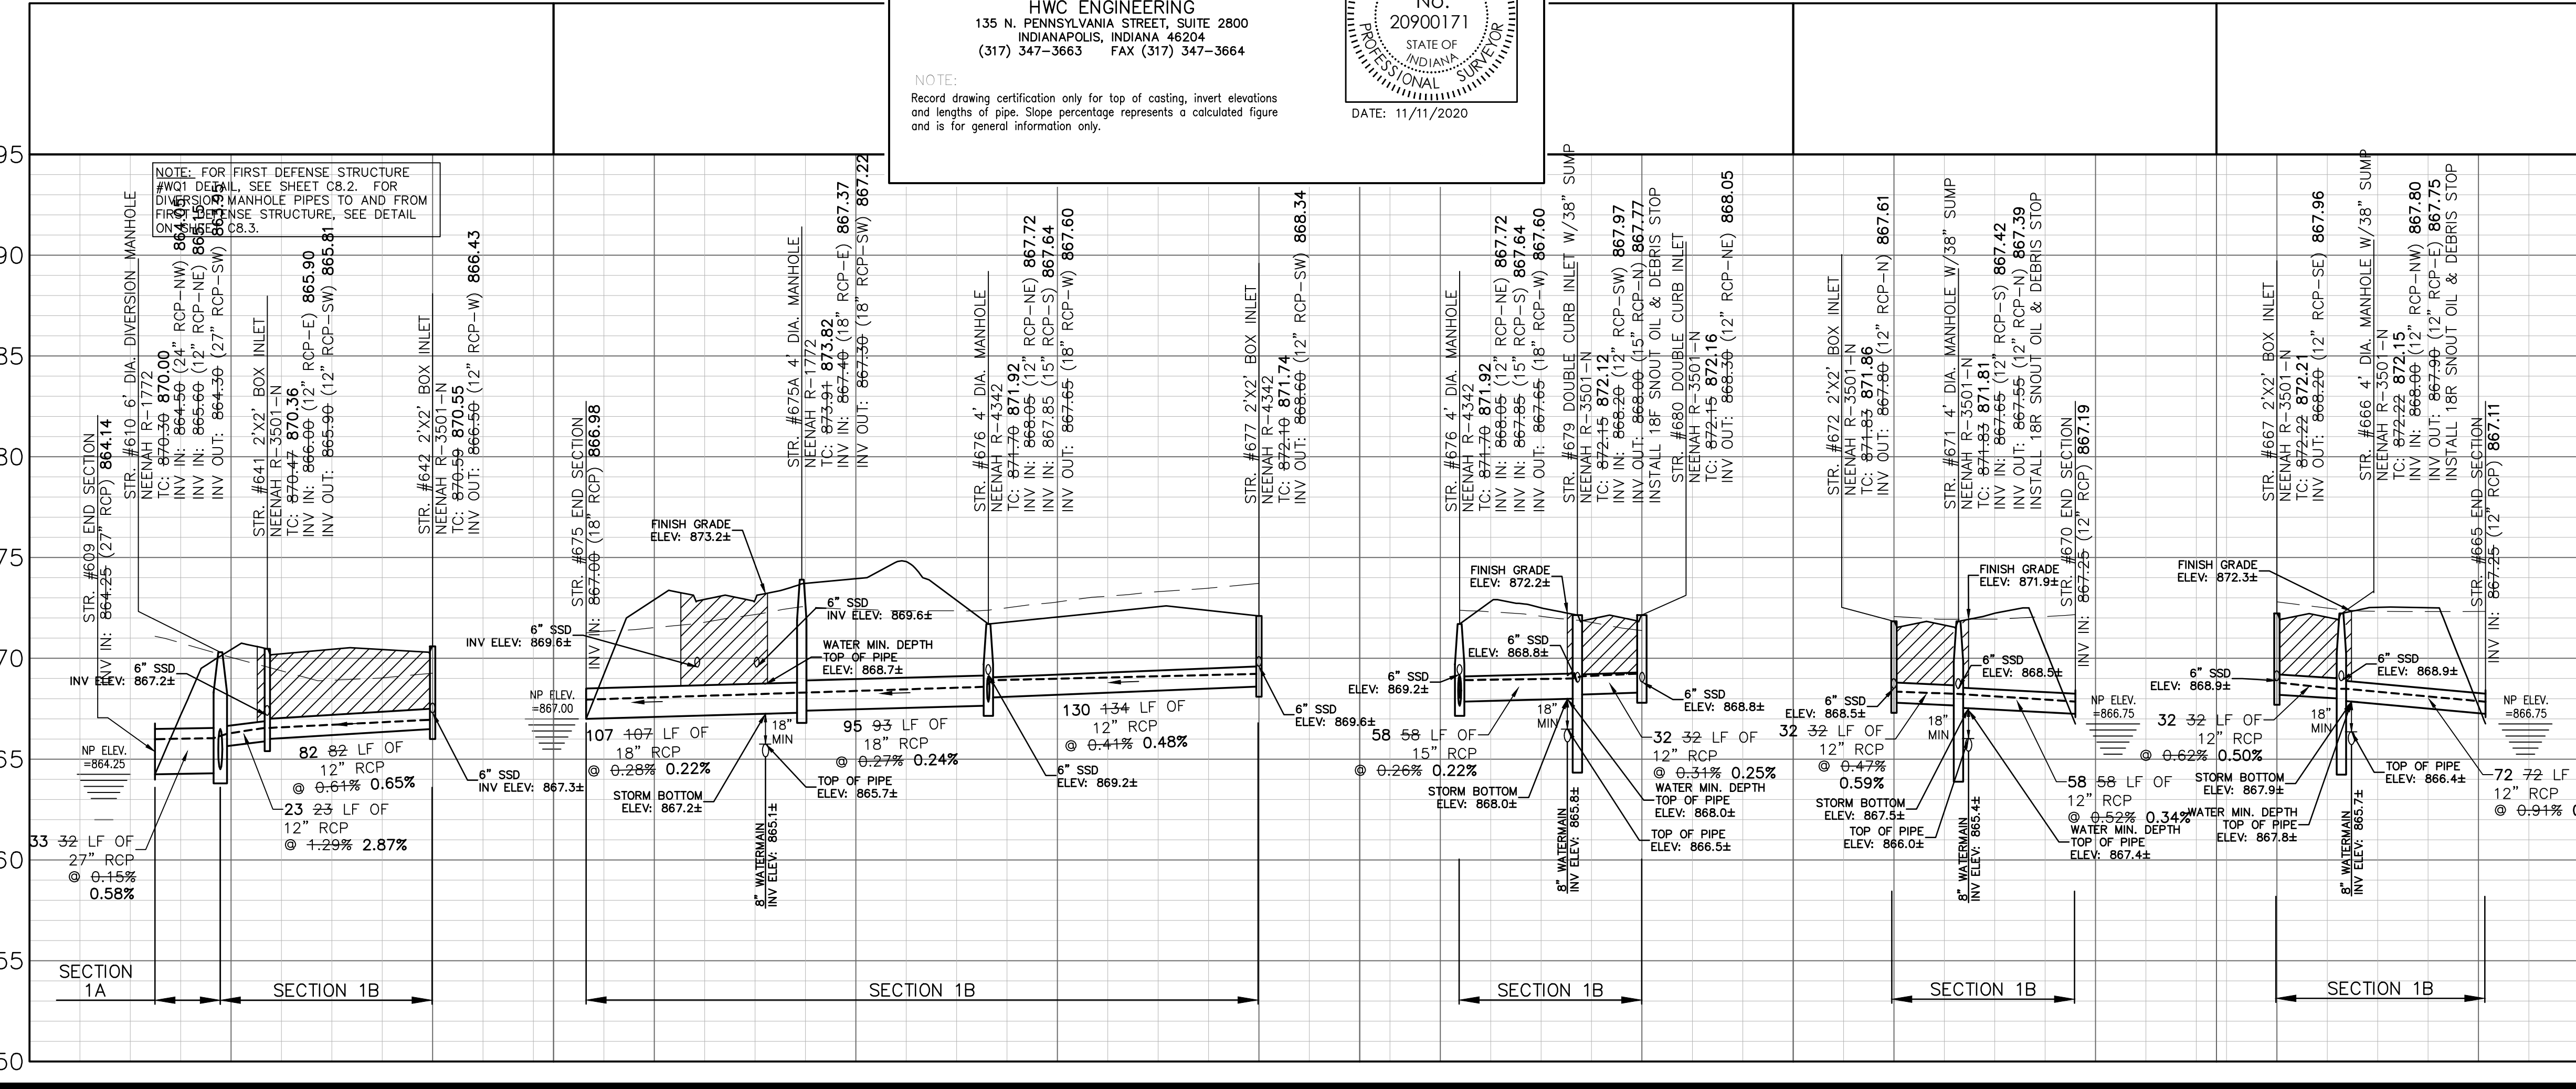 HWC ENGINEERING
135 N. PENNSYLVANIA STREET, SUITE 2800
INDIANAPOLIS, INDIANA 46204
(317) 347-3663 FAX (317) 347-3664
NOTE:
Record drawing certification only for top of casting, invert elevations
and lengths of pipe. Slope percentage represents a calculated figure
and is for general information only.
No.
20900171
STATE OF
INDIANA
PROFESSIONAL SURVEYOR
DATE: 11/11/2020
95
90
85
80
75
70
65
60
55
50
NOTE: FOR FIRST DEFENSE STRUCTURE
#WQ1 DETAIL, SEE SHEET C8.2. FOR
DIVERSION MANHOLE PIPES TO AND FROM
FIRST DEFENSE STRUCTURE, SEE DETAIL
ON SHEET C8.3.
STR. #609 END SECTION
INV IN: 864.25 (27" RCP) 864.14
STR. #610 6' DIA. DIVERSION MANHOLE
NEENAH R-1772
TC: 870.30 870.00
INV IN: 864.50 (24" RCP-NW) 864.05
INV IN: 865.60 (12" RCP-NE) 865.15
INV OUT: 864.30 (27" RCP-SW) 863.95
STR. #641 2'X2' BOX INLET
NEENAH R-3501-N
TC: 870.47 870.36
INV IN: 866.00 (12" RCP-E) 865.90
INV OUT: 865.90 (12" RCP-SW) 865.81
STR. #642 2'X2' BOX INLET
NEENAH R-3501-N
TC: 870.59 870.55
INV OUT: 866.50 (12" RCP-W) 866.43
6" SSD
INV ELEV: 867.2±
NP ELEV.
=864.25
33 32 LF OF
27" RCP
@ 0.15%
0.58%
82 82 LF OF
12" RCP
@ 0.61% 0.65%
23 23 LF OF
12" RCP
@ 1.29% 2.87%
6" SSD
INV ELEV: 867.3±
SECTION
1A
SECTION 1B
STR. #675 END SECTION
INV IN: 867.00 (18" RCP) 866.98
STR. #675A 4' DIA. MANHOLE
NEENAH R-1772
TC: 873.91 873.82
INV IN: 867.40 (18" RCP-E) 867.37
INV OUT: 867.30 (18" RCP-SW) 867.22
STR. #676 4' DIA. MANHOLE
NEENAH R-4342
TC: 871.70 871.92
INV IN: 868.05 (12" RCP-NE) 867.72
INV IN: 867.85 (15" RCP-S) 867.64
INV OUT: 867.65 (18" RCP-W) 867.60
STR. #677 2'X2' BOX INLET
NEENAH R-4342
TC: 872.10 871.74
INV OUT: 868.60 (12" RCP-SW) 868.34
FINISH GRADE
ELEV: 873.2±
6" SSD
INV ELEV: 869.6±
6" SSD
INV ELEV: 869.6±
WATER MIN. DEPTH
TOP OF PIPE
ELEV: 868.7±
NP ELEV.
=867.00
107 107 LF OF
18" RCP
@ 0.28% 0.22%
18"
MIN
95 93 LF OF
18" RCP
@ 0.27% 0.24%
130 134 LF OF
12" RCP
@ 0.41% 0.48%
STORM BOTTOM
ELEV: 867.2±
TOP OF PIPE
ELEV: 865.7±
8" WATERMAIN
INV ELEV: 865.1±
6" SSD
ELEV: 869.2±
6" SSD
ELEV: 869.6±
SECTION 1B
STR. #676 4' DIA. MANHOLE
NEENAH R-4342
TC: 871.70 871.92
INV IN: 868.05 (12" RCP-NE) 867.72
INV IN: 867.85 (15" RCP-S) 867.64
INV OUT: 867.65 (18" RCP-W) 867.60
STR. #679 DOUBLE CURB INLET W/38" SUMP
NEENAH R-3501-N
TC: 872.15 872.12
INV IN: 868.20 (12" RCP-SW) 867.97
INV OUT: 868.00 (15" RCP-N) 867.77
INSTALL 18F SNOUT OIL & DEBRIS STOP
STR. #680 DOUBLE CURB INLET
NEENAH R-3501-N
TC: 872.15 872.16
INV OUT: 868.30 (12" RCP-NE) 868.05
FINISH GRADE
ELEV: 872.2±
6" SSD
ELEV: 868.8±
6" SSD
ELEV: 869.2±
6" SSD
ELEV: 868.8±
18"
MIN
58 58 LF OF
15" RCP
@ 0.26% 0.22%
32 32 LF OF
12" RCP
@ 0.31% 0.25%
STORM BOTTOM
ELEV: 868.0±
WATER MIN. DEPTH
TOP OF PIPE
ELEV: 868.0±
TOP OF PIPE
ELEV: 866.5±
8" WATERMAIN
INV ELEV: 865.8±
SECTION 1B
STR. #672 2'X2' BOX INLET
NEENAH R-3501-N
TC: 871.83 871.86
INV OUT: 867.80 (12" RCP-N) 867.61
STR. #671 4' DIA. MANHOLE W/38" SUMP
NEENAH R-3501-N
TC: 871.83 871.81
INV IN: 867.65 (12" RCP-S) 867.42
INV OUT: 867.55 (12" RCP-N) 867.39
INSTALL 18R SNOUT OIL & DEBRIS STOP
STR. #670 END SECTION
INV IN: 867.25 (12" RCP) 867.19
FINISH GRADE
ELEV: 871.9±
6" SSD
ELEV: 868.5±
6" SSD
ELEV: 868.5±
18"
MIN
NP ELEV.
=866.75
32 32 LF OF
12" RCP
@ 0.47%
0.59%
58 58 LF OF
12" RCP
@ 0.52% 0.34%
STORM BOTTOM
ELEV: 867.5±
TOP OF PIPE
ELEV: 866.0±
WATER MIN. DEPTH
TOP OF PIPE
ELEV: 867.4±
8" WATERMAIN
INV ELEV: 865.4±
SECTION 1B
STR. #667 2'X2' BOX INLET
NEENAH R-3501-N
TC: 872.22 872.21
INV OUT: 868.20 (12" RCP-SE) 867.96
STR. #666 4' DIA. MANHOLE W/38" SUMP
NEENAH R-3501-N
TC: 872.22 872.15
INV IN: 868.00 (12" RCP-NW) 867.80
INV OUT: 867.90 (12" RCP-E) 867.75
INSTALL 18R SNOUT OIL & DEBRIS STOP
STR. #665 END SECTION
INV IN: 867.25 (12" RCP) 867.11
FINISH GRADE
ELEV: 872.3±
6" SSD
ELEV: 868.9±
6" SSD
ELEV: 868.9±
NP ELEV.
=866.75
32 32 LF OF
12" RCP
@ 0.62% 0.50%
18"
MIN
STORM BOTTOM
ELEV: 867.9±
WATER MIN. DEPTH
TOP OF PIPE
ELEV: 867.8±
TOP OF PIPE
ELEV: 866.4±
8" WATERMAIN
INV ELEV: 865.7±
72 72 LF
12" RCP
@ 0.91%
SECTION 1B